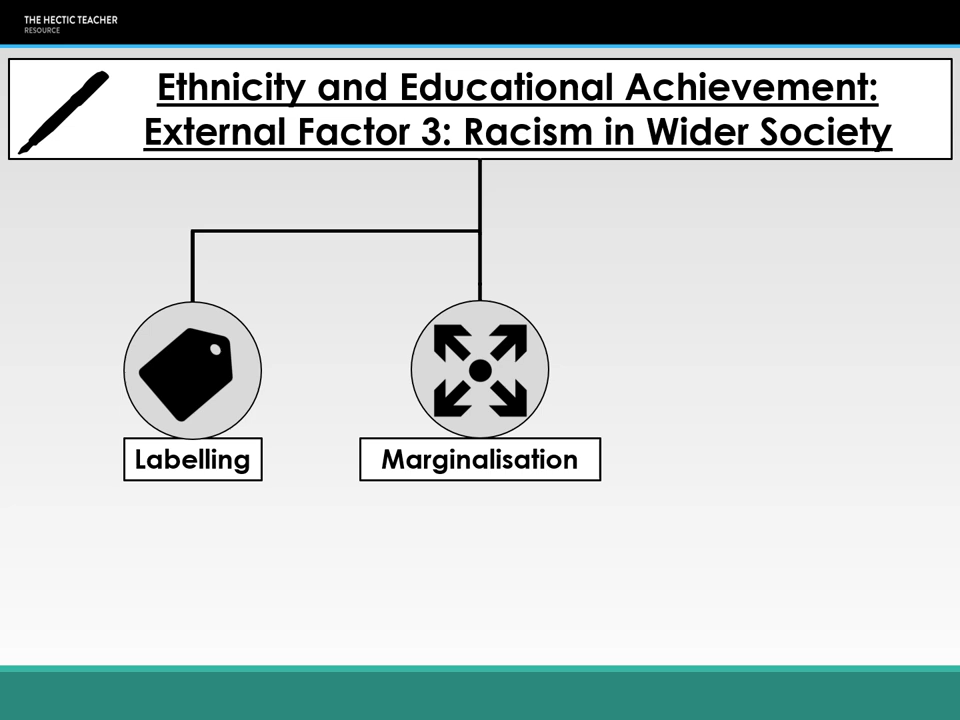 THE HECTIC TEACHER
RESOURCE
Ethnicity and Educational Achievement:
External Factor 3: Racism in Wider Society
Labelling
Marginalisation